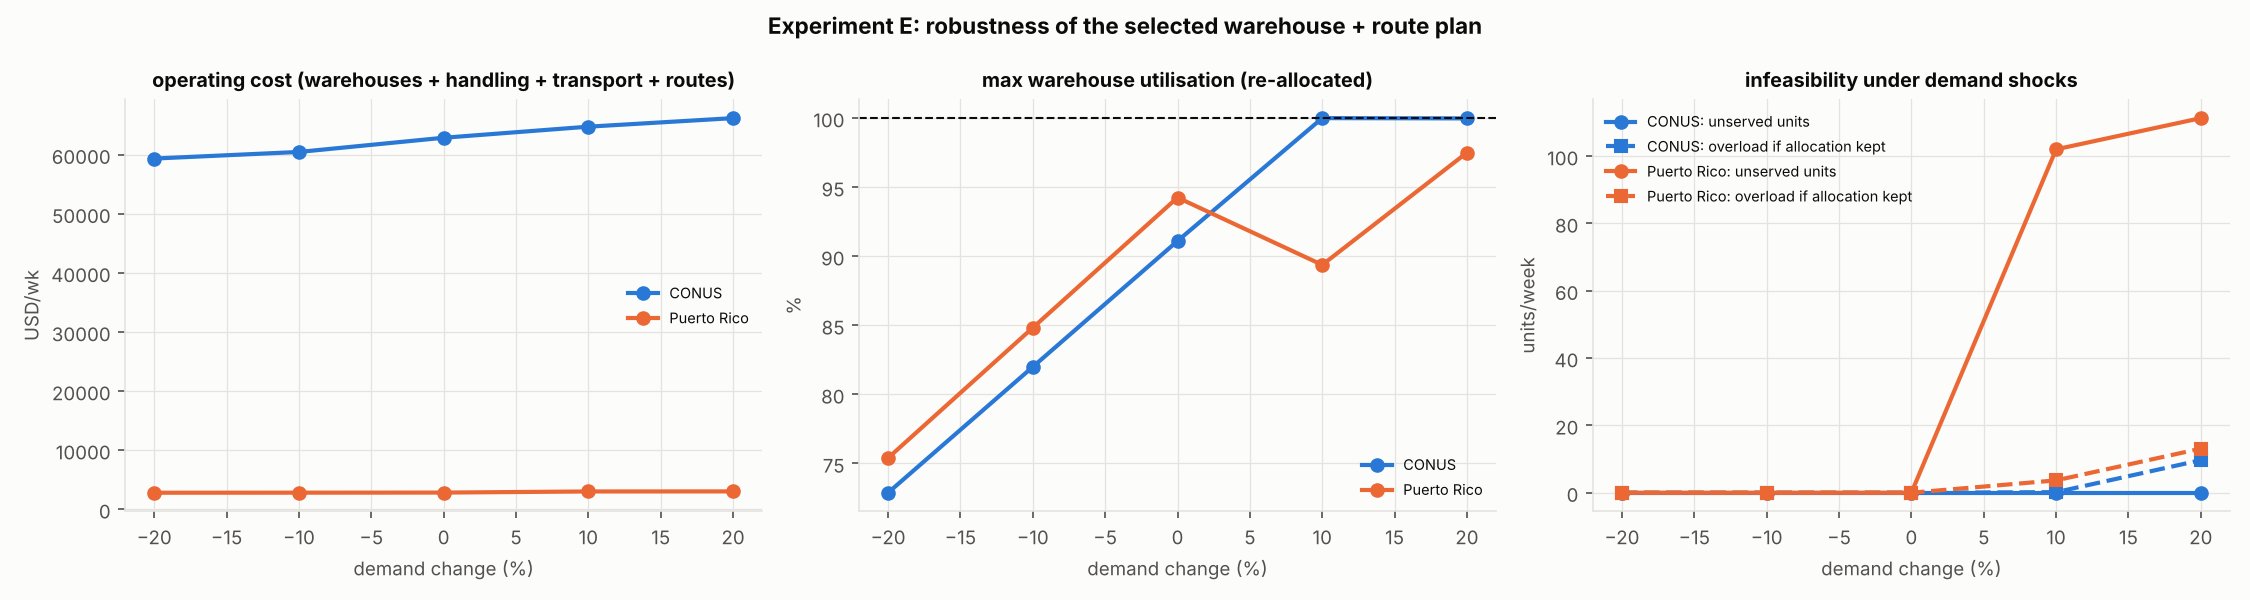 Experiment E: robustness of the selected warehouse + route plan
operating cost (warehouses + handling + transport + routes)
USD/wk
60000
50000
40000
30000
20000
10000
0
CONUS
Puerto Rico
−20 −15 −10 −5 0 5 10 15 20
demand change (%)
max warehouse utilisation (re-allocated)
%
100
95
90
85
80
75
CONUS
Puerto Rico
−20 −15 −10 −5 0 5 10 15 20
demand change (%)
infeasibility under demand shocks
units/week
100
80
60
40
20
0
CONUS: unserved units
CONUS: overload if allocation kept
Puerto Rico: unserved units
Puerto Rico: overload if allocation kept
−20 −15 −10 −5 0 5 10 15 20
demand change (%)